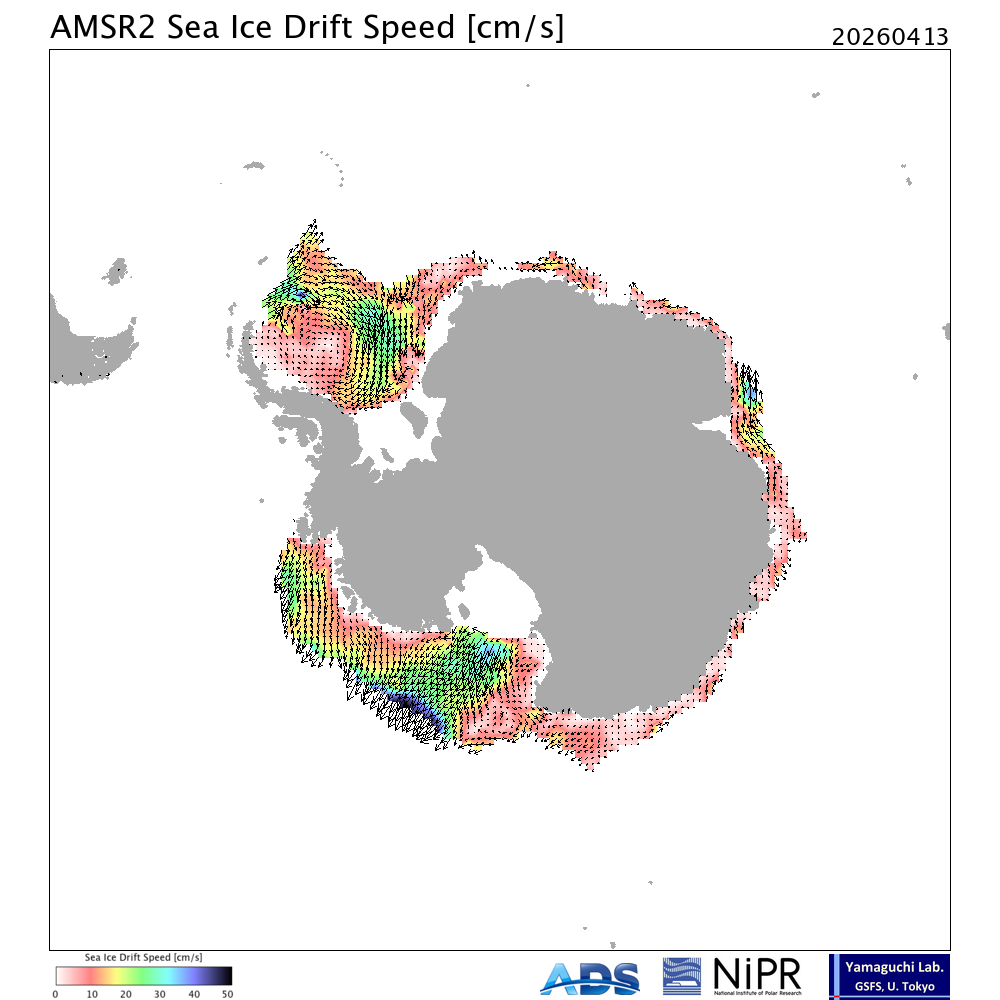 AMSR2 Sea Ice Drift Speed [cm/s]
20260413
Sea Ice Drift Speed [cm/s]
0 10 20 30 40 50
ADS
NiPR
National Institute of Polar Research
Yamaguchi Lab.
GSFS, U. Tokyo